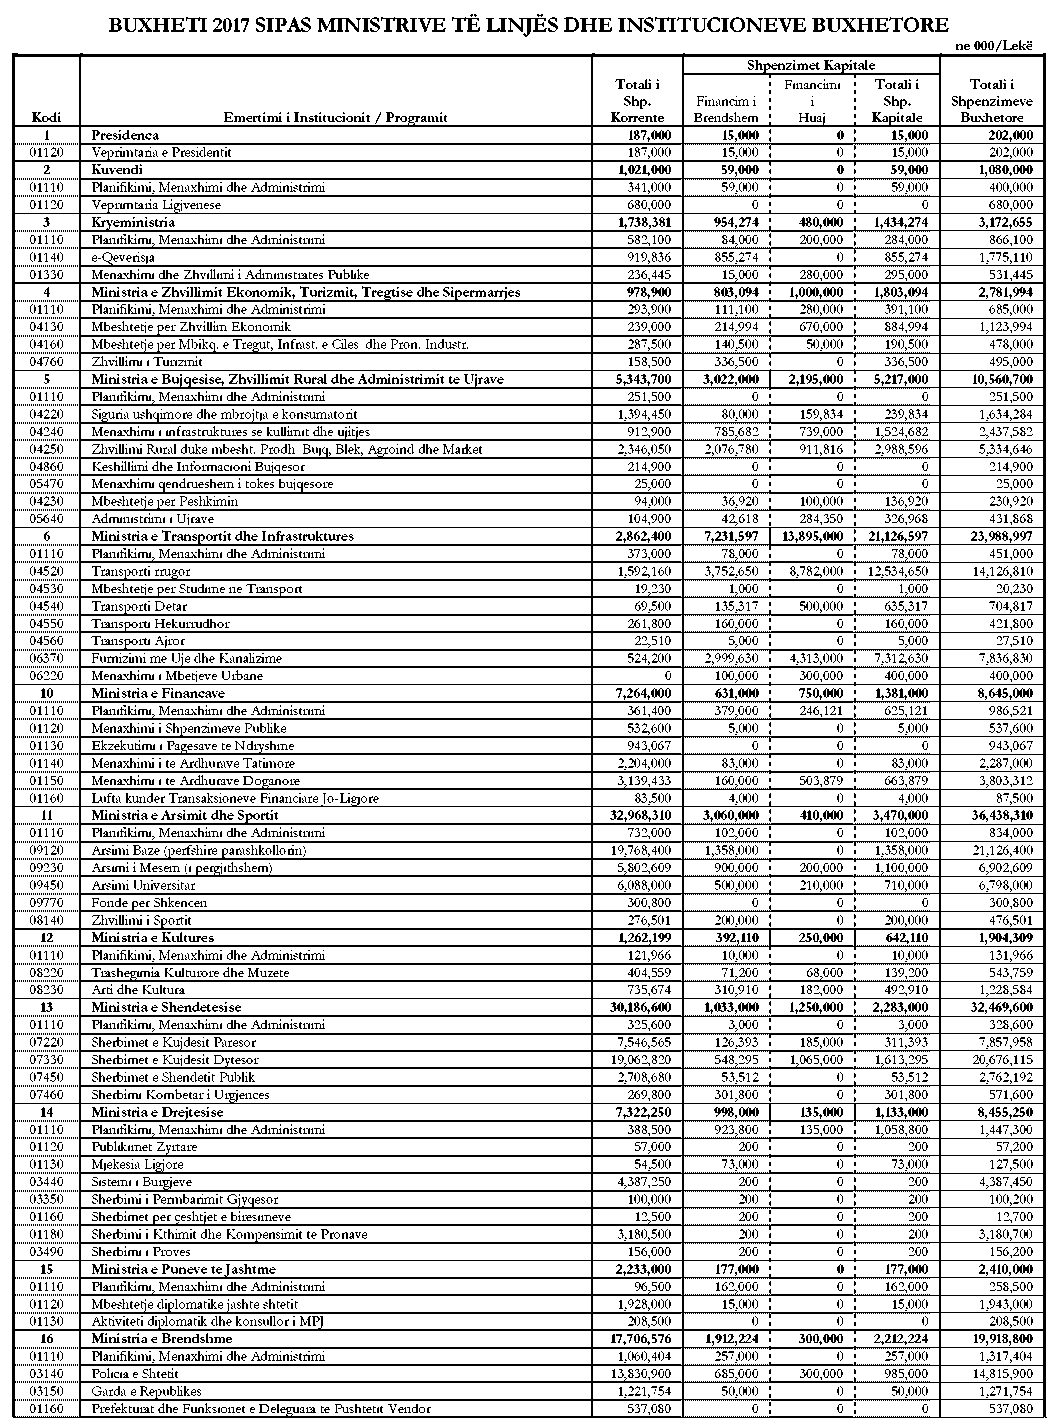 BUXHETI 2017 SIPAS MINISTRIVE TË LINJËS DHE INSTITUCIONEVE BUXHETORE
ne 000/Lekë
Kodi Emertimi i Institucionit / Programit Totali i Shp. Korrente Shpenzimet Kapitale Financim i Brendshem Financimi i Huaj Totali i Shp. Kapitale Totali i Shpenzimeve Buxhetore
1 Presidenca 187,000 15,000 0 15,000 202,000
01120 Veprimtaria e Presidentit 187,000 15,000 0 15,000 202,000
2 Kuvendi 1,021,000 59,000 0 59,000 1,080,000
01110 Planifikimi, Menaxhimi dhe Administrimi 341,000 59,000 0 59,000 400,000
01120 Veprimtaria Ligjvenese 680,000 0 0 680,000
3 Kryeministria 1,738,381 954,274 480,000 1,434,274 3,172,655
01110 Planifikimi, Menaxhimi dhe Administrimi 582,100 84,000 200,000 284,000 866,100
01140 e-Qeverisja 919,836 855,274 0 855,274 1,775,110
01330 Menaxhimi dhe Zhvillimi i Administrates Publike 236,445 15,000 280,000 295,000 531,445
4 Ministria e Zhvillimit Ekonomik, Turizmit, Tregtise dhe Sipermarrjes 978,900 803,094 1,000,000 1,803,094 2,781,994
01110 Planifikimi, Menaxhimi dhe Administrimi 293,900 111,100 280,000 391,100 685,000
04130 Mbeshtetje per Zhvillim Ekonomik 239,000 214,994 670,000 884,994 1,123,994
04160 Mbeshtetje per Mbikq. e Tregut, Infrast. e Ciles. dhe Pron. Industr. 287,500 140,500 50,000 190,500 478,000
04760 Zhvillimi i Turizmit 158,500 336,500 0 336,500 495,000
5 Ministria e Bujqesise, Zhvillimit Rural dhe Administrimit te Ujrave 5,343,700 3,022,000 2,195,000 5,217,000 10,560,700
01110 Planifikimi, Menaxhimi dhe Administrimi 251,500 0 0 0 251,500
04220 Siguria ushqimore dhe mbrojtja e konsumatorit 1,394,450 80,000 159,834 239,834 1,634,284
04240 Menaxhimi i infrastruktures se kullimit dhe ujitjes 912,900 785,682 739,000 1,524,682 2,437,582
04250 Zhvillimi Rural duke mbesht. Prodh. Bujq, Blek, Agroind dhe Market 2,346,050 2,076,780 911,816 2,988,596 5,334,646
04860 Keshillimi dhe Informacioni Bujqesor 214,900 0 0 0 214,900
05470 Menaxhimi qendrueshem i tokes bujqesore 25,000 0 0 0 25,000
04230 Mbeshtetje per Peshkimin 94,000 36,920 100,000 136,920 230,920
05640 Administrimi i Ujrave 104,900 42,618 284,350 326,968 431,868
6 Ministria e Transportit dhe Infrastruktures 2,862,400 7,231,597 13,895,000 21,126,597 23,988,997
01110 Planifikimi, Menaxhimi dhe Administrimi 373,000 78,000 0 78,000 451,000
04520 Transporti rrugor 1,592,160 3,752,650 8,782,000 12,534,650 14,126,810
04530 Mbeshtetje per Studime ne Transport 19,230 1,000 0 1,000 20,230
04540 Transporti Detar 69,500 135,317 500,000 635,317 704,817
04550 Transporti Hekurrudhor 261,800 160,000 0 160,000 421,800
04560 Transporti Ajror 22,510 5,000 0 5,000 27,510
06370 Furnizimi me Uje dhe Kanalizime 524,200 2,999,630 4,313,000 7,312,630 7,836,830
06220 Menaxhimi i Mbetjeve Urbane 0 100,000 300,000 400,000 400,000
10 Ministria e Financave 7,264,000 631,000 750,000 1,381,000 8,645,000
01110 Planifikimi, Menaxhimi dhe Administrimi 361,400 379,000 246,121 625,121 986,521
01120 Menaxhimi i Shpenzimeve Publike 532,600 5,000 0 5,000 537,600
01130 Ekzekutimi i Pagesave te Ndryshme 943,067 0 0 0 943,067
01140 Menaxhimi i te Ardhurave Tatimore 2,204,000 83,000 0 83,000 2,287,000
01150 Menaxhimi i te Ardhurave Doganore 3,139,433 160,000 503,879 663,879 3,803,312
01160 Lufta kunder Transaksioneve Financiare Jo-Ligjore 83,500 4,000 0 4,000 87,500
11 Ministria e Arsimit dhe Sportit 32,968,310 3,060,000 410,000 3,470,000 36,438,310
01110 Planifikimi, Menaxhimi dhe Administrimi 732,000 102,000 0 102,000 834,000
09120 Arsimi Baze (perfshire parashkollorin) 19,768,400 1,358,000 0 1,358,000 21,126,400
09230 Arsimi i Mesem (i pergjithshem) 5,802,609 900,000 200,000 1,100,000 6,902,609
09450 Arsimi Universitar 6,088,000 500,000 210,000 710,000 6,798,000
09770 Fonde per Shkencen 300,800 0 0 0 300,800
08140 Zhvillimi i Sportit 276,501 200,000 0 200,000 476,501
12 Ministria e Kultures 1,262,199 392,110 250,000 642,110 1,904,309
01110 Planifikimi, Menaxhimi dhe Administrimi 121,966 10,000 0 10,000 131,966
08220 Trashegimia Kulturore dhe Muzete 404,559 71,200 68,000 139,200 543,759
08230 Arti dhe Kultura 735,674 310,910 182,000 492,910 1,228,584
13 Ministria e Shendetesise 30,186,600 1,033,000 1,250,000 2,283,000 32,469,600
01110 Planifikimi, Menaxhimi dhe Administrimi 325,600 3,000 0 3,000 328,600
07220 Sherbimet e Kujdesit Paresor 7,546,565 126,393 185,000 311,393 7,857,958
07330 Sherbimet e Kujdesit Dytesor 19,062,820 548,295 1,065,000 1,613,295 20,676,115
07450 Sherbimet e Shendetit Publik 2,708,680 53,512 0 53,512 2,762,192
07460 Sherbimi Kombetar i Urgjences 269,800 301,800 0 301,800 571,600
14 Ministria e Drejtesise 7,322,250 998,000 135,000 1,133,000 8,455,250
01110 Planifikimi, Menaxhimi dhe Administrimi 388,500 923,800 135,000 1,058,800 1,447,300
01120 Publikimet Zyrtare 57,000 200 0 200 57,200
01130 Mjekesia Ligjore 54,500 73,000 0 73,000 127,500
03440 Sistemi i Burgjeve 4,387,250 200 0 200 4,387,450
03350 Sherbimi i Permbarimit Gjyqesor 100,000 200 0 200 100,200
01160 Sherbimet per çeshtjet e biresimeve 12,500 200 0 200 12,700
01180 Sherbimi i Kthimit dhe Kompensimit te Pronave 3,180,500 200 0 200 3,180,700
03490 Sherbimi i Proves 156,000 200 0 200 156,200
15 Ministria e Puneve te Jashtme 2,233,000 177,000 0 177,000 2,410,000
01110 Planifikimi, Menaxhimi dhe Administrimi 96,500 162,000 0 162,000 258,500
01120 Mbeshtetje diplomatike jashte shtetit 1,928,000 15,000 0 15,000 1,943,000
01130 Aktiviteti diplomatik dhe konsullor i MPJ 208,500 0 0 208,500
16 Ministria e Brendshme 17,706,576 1,912,224 300,000 2,212,224 19,918,800
01110 Planifikimi, Menaxhimi dhe Administrimi 1,060,404 257,000 0 257,000 1,317,404
03140 Policia e Shtetit 13,830,900 685,000 300,000 985,000 14,815,900
03150 Garda e Republikes 1,221,754 50,000 0 50,000 1,271,754
01160 Prefekturat dhe Funksionet e Deleguara te Pushtetit Vendor 537,080 0 0 0 537,080